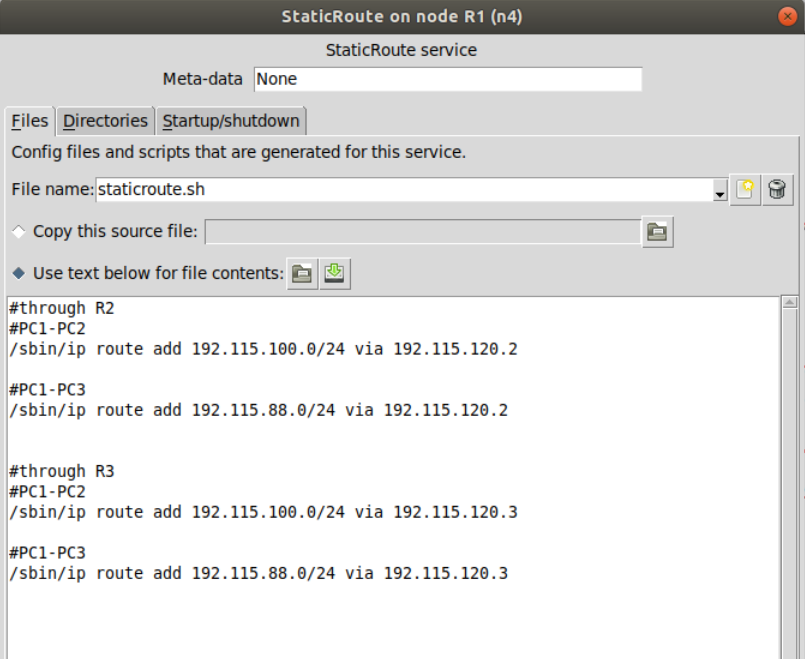 StaticRoute on node R1 (n4)
StaticRoute service
Meta-data None
Files Directories Startup/shutdown
Config files and scripts that are generated for this service.
File name: staticroute.sh
Copy this source file:
Use text below for file contents:
#through R2
#PC1-PC2
/sbin/ip route add 192.115.100.0/24 via 192.115.120.2
#PC1-PC3
/sbin/ip route add 192.115.88.0/24 via 192.115.120.2
#through R3
#PC1-PC2
/sbin/ip route add 192.115.100.0/24 via 192.115.120.3
#PC1-PC3
/sbin/ip route add 192.115.88.0/24 via 192.115.120.3